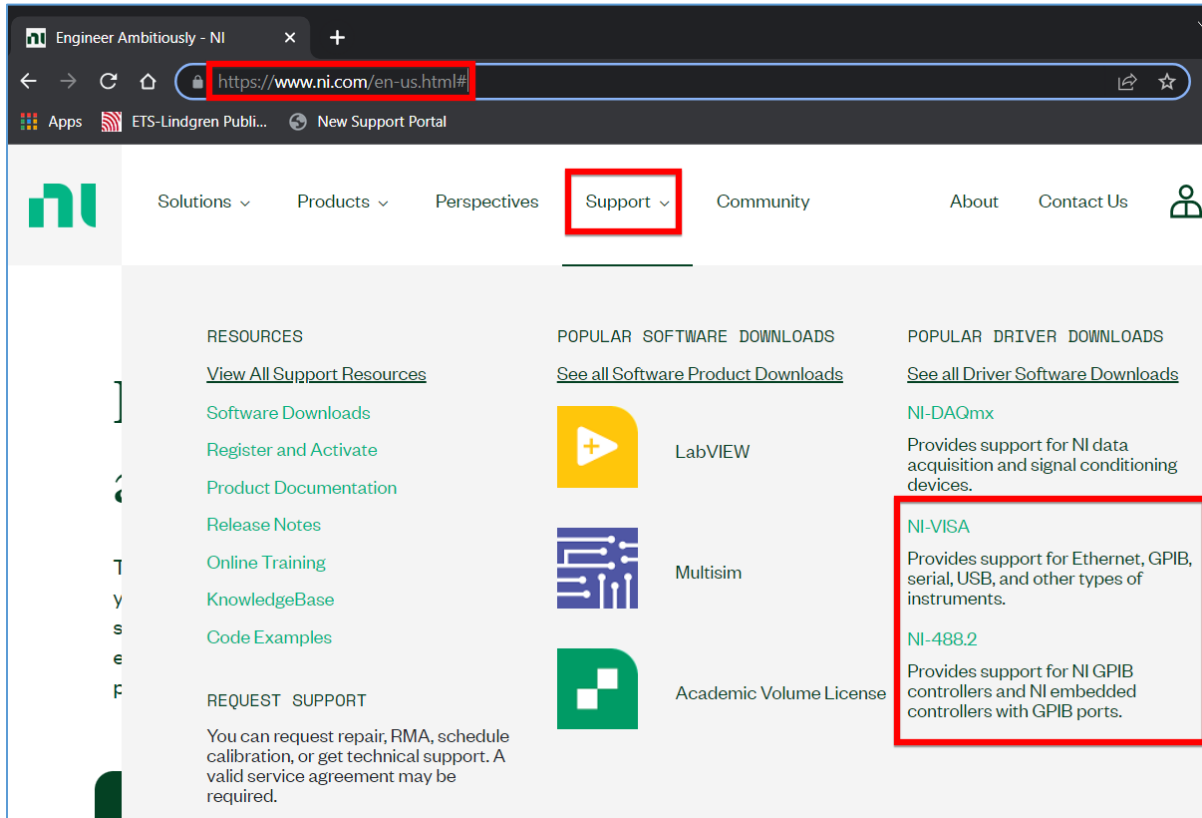 Engineer Ambitiously - NI
https://www.ni.com/en-us.html#
Apps
ETS-Lindgren Publi...
New Support Portal
Solutions
Products
Perspectives
Support
Community
About
Contact Us
RESOURCES
View All Support Resources
Software Downloads
Register and Activate
Product Documentation
Release Notes
Online Training
KnowledgeBase
Code Examples
REQUEST SUPPORT
You can request repair, RMA, schedule
calibration, or get technical support. A
valid service agreement may be
required.
POPULAR SOFTWARE DOWNLOADS
See all Software Product Downloads
LabVIEW
Multisim
Academic Volume License
POPULAR DRIVER DOWNLOADS
See all Driver Software Downloads
NI-DAQmx
Provides support for NI data
acquisition and signal conditioning
devices.
NI-VISA
Provides support for Ethernet, GPIB,
serial, USB, and other types of
instruments.
NI-488.2
Provides support for NI GPIB
controllers and NI embedded
controllers with GPIB ports.